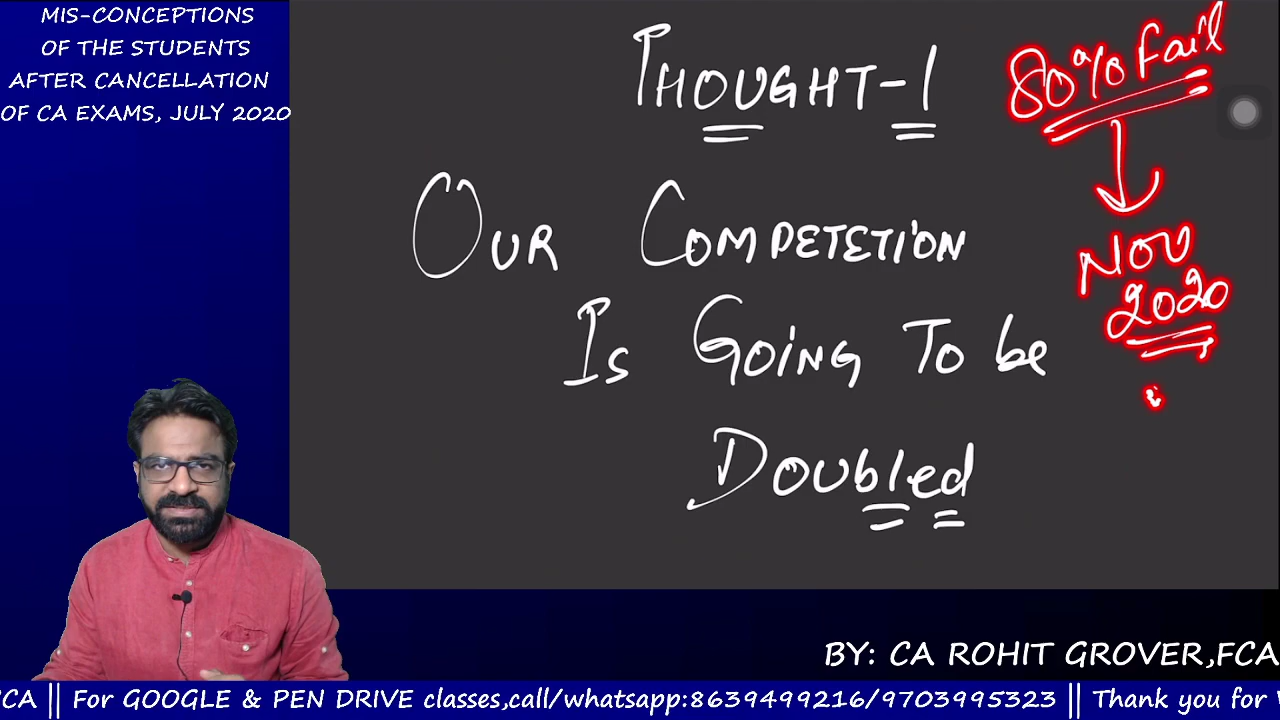 MIS-CONCEPTIONS
OF THE STUDENTS
AFTER CANCELLATION
OF CA EXAMS, JULY 2020
THOUGHT-1
OUR COMPETETION
IS GOING TO be
DOUbled
80% Fail
NOV
2020
BY: CA ROHIT GROVER,FCA
CA || For GOOGLE & PEN DRIVE classes,call/whatsapp:8639499216/9703995323 || Thank you for